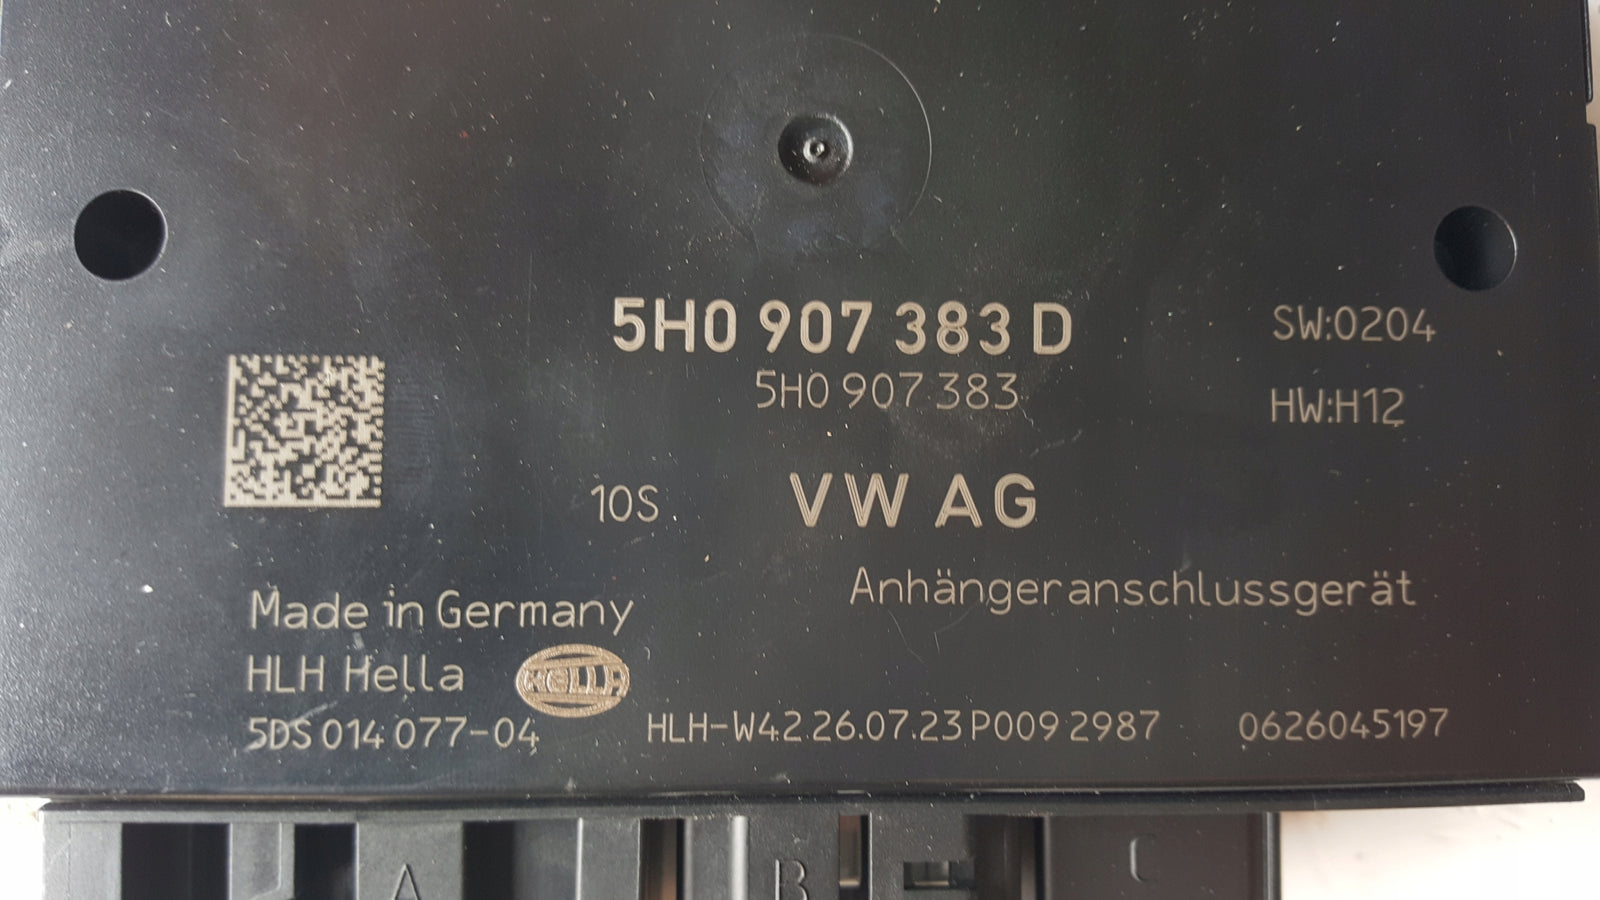 5H0 907 383 D
5H0 907 383
SW:0204
HW:H12
10S
VW AG
Anhängeranschlussgerät
Made in Germany
HLH Hella
HELLA
5DS 014 077-04
HLH-W42 26.07.23 P009 2987
0626045197
A
B
C